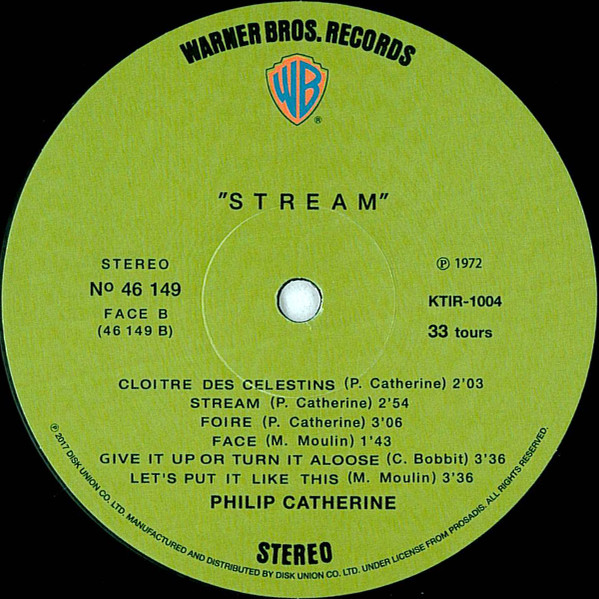 WARNER BROS. RECORDS
WB
®
"STREAM"
STEREO
Nº 46 149
FACE B
(46 149 B)
℗ 1972
KTIR-1004
33 tours
CLOITRE DES CELESTINS (P. Catherine) 2'03
STREAM (P. Catherine) 2'54
FOIRE (P. Catherine) 3'06
FACE (M. Moulin) 1'43
GIVE IT UP OR TURN IT ALOOSE (C. Bobbit) 3'36
LET'S PUT IT LIKE THIS (M. Moulin) 3'36
PHILIP CATHERINE
STEREO
℗ 2017 DISK UNION CO. LTD. MANUFACTURED AND DISTRIBUTED BY DISK UNION CO. LTD. UNDER LICENSE FROM PROSADIS. ALL RIGHTS RESERVED.